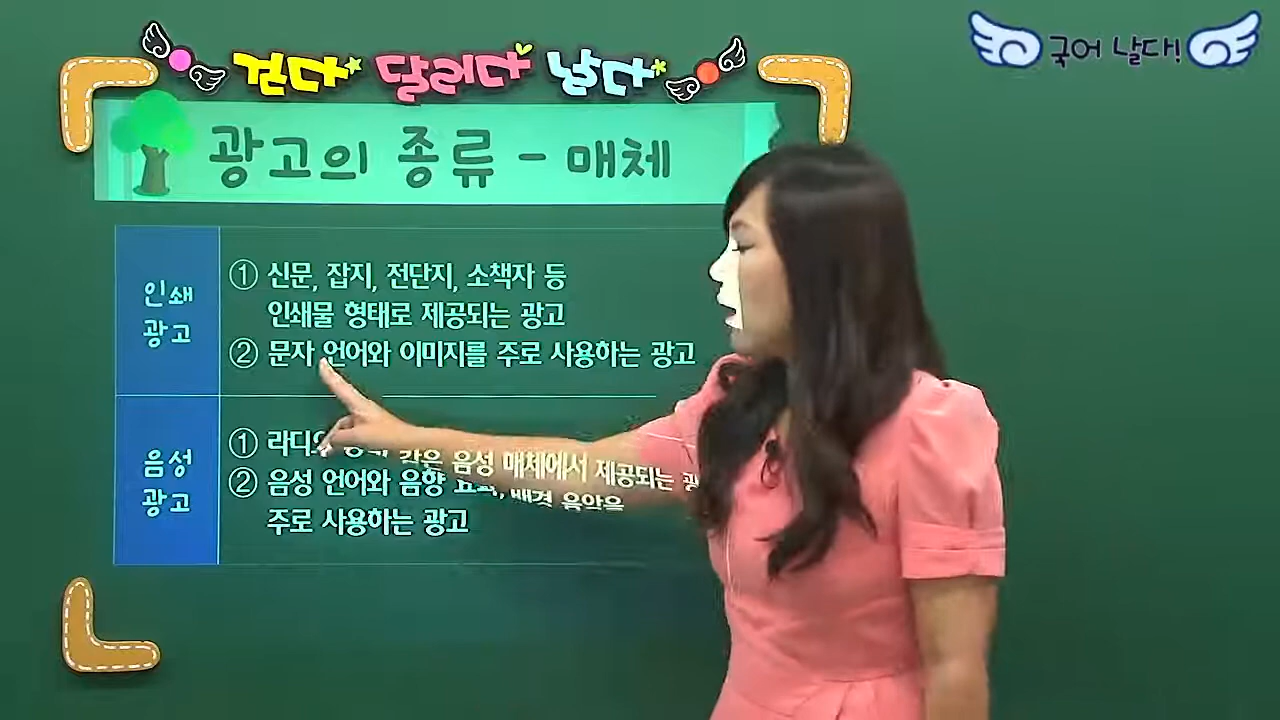 걷다 달리다 날다
국어 날다!
광고의 종류 - 매체
인쇄
광고
① 신문, 잡지, 전단지, 소책자 등
인쇄물 형태로 제공되는 광고
② 문자 언어와 이미지를 주로 사용하는 광고
음성
광고
① 라디오 같은 음성 매체에서 제공되는
② 음성 언어와 음향 효과, 배경 음악을
주로 사용하는 광고